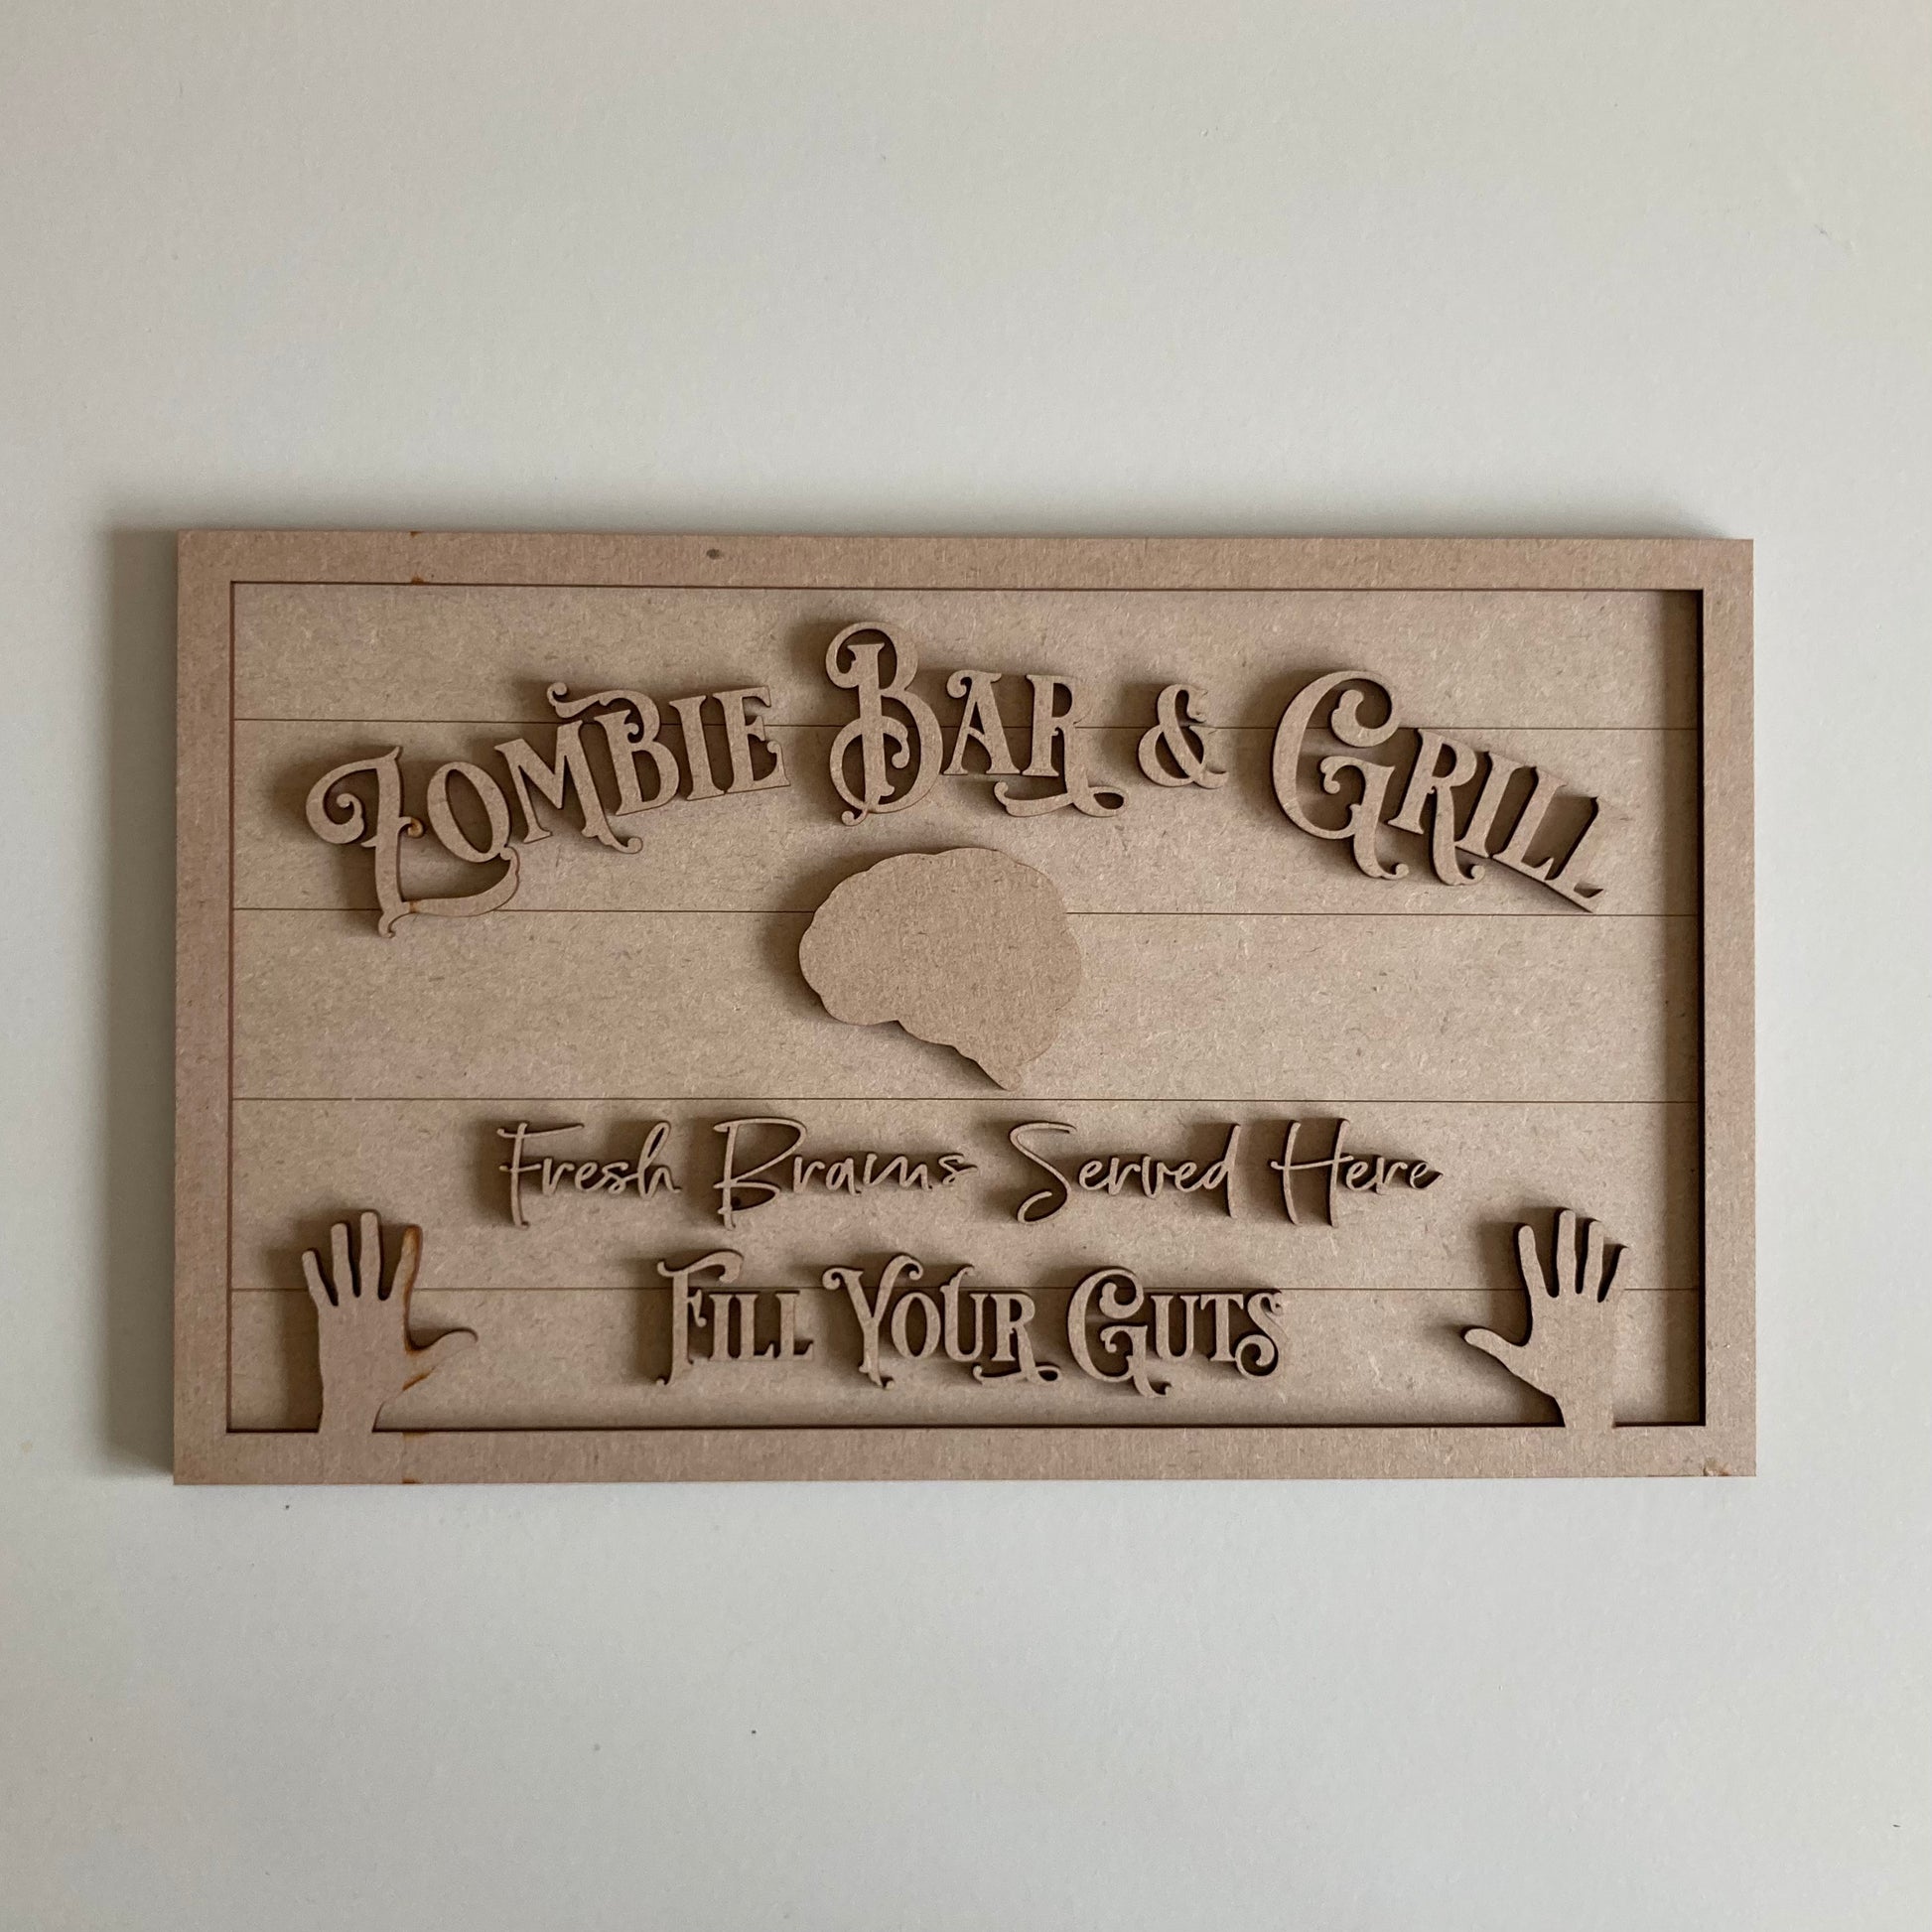 Zombie Bar & Grill
Fresh Brains Served Here
Fill Your Guts